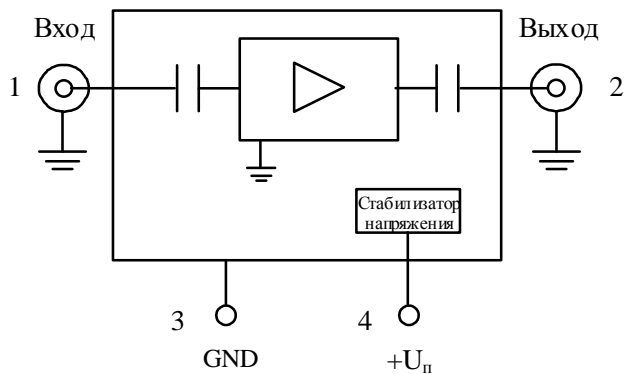 Вход
Выход
1
2
Стабилизатор
напряжения
3
4
GND
+Uп